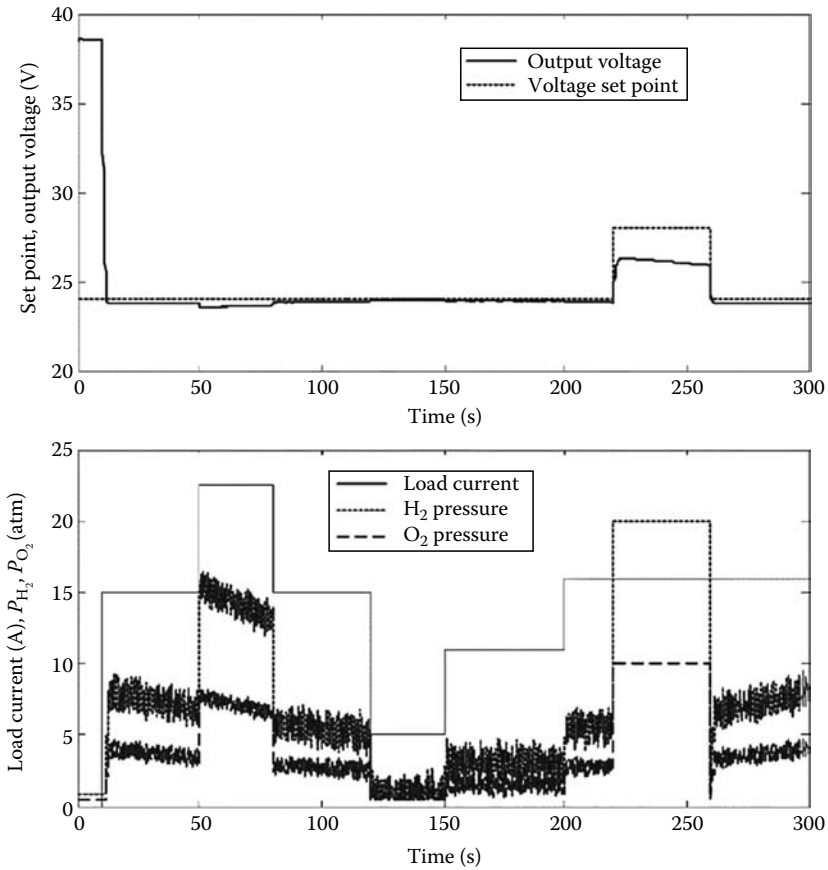 Set point, output voltage (V)
40
35
30
25
20
Output voltage
Voltage set point
0 50 100 150 200 250 300
Time (s)
Load current (A), P_H₂, P_O₂ (atm)
25
20
15
10
5
0
Load current
H₂ pressure
O₂ pressure
0 50 100 150 200 250 300
Time (s)